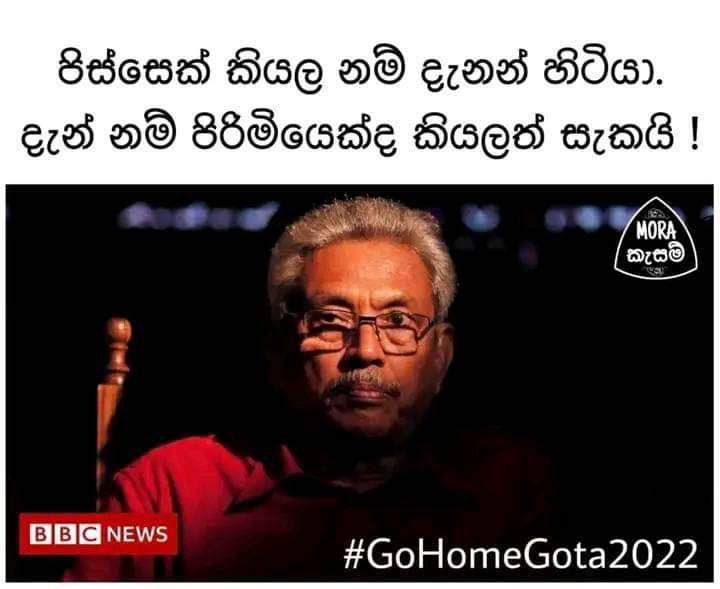 පිස්සෙක් කියල නම් දැනන් හිටියා.
දැන් නම් පිරිමියෙක්ද කියලත් සැකයි !
MORA
කැසම්
BBC NEWS
#GoHomeGota2022